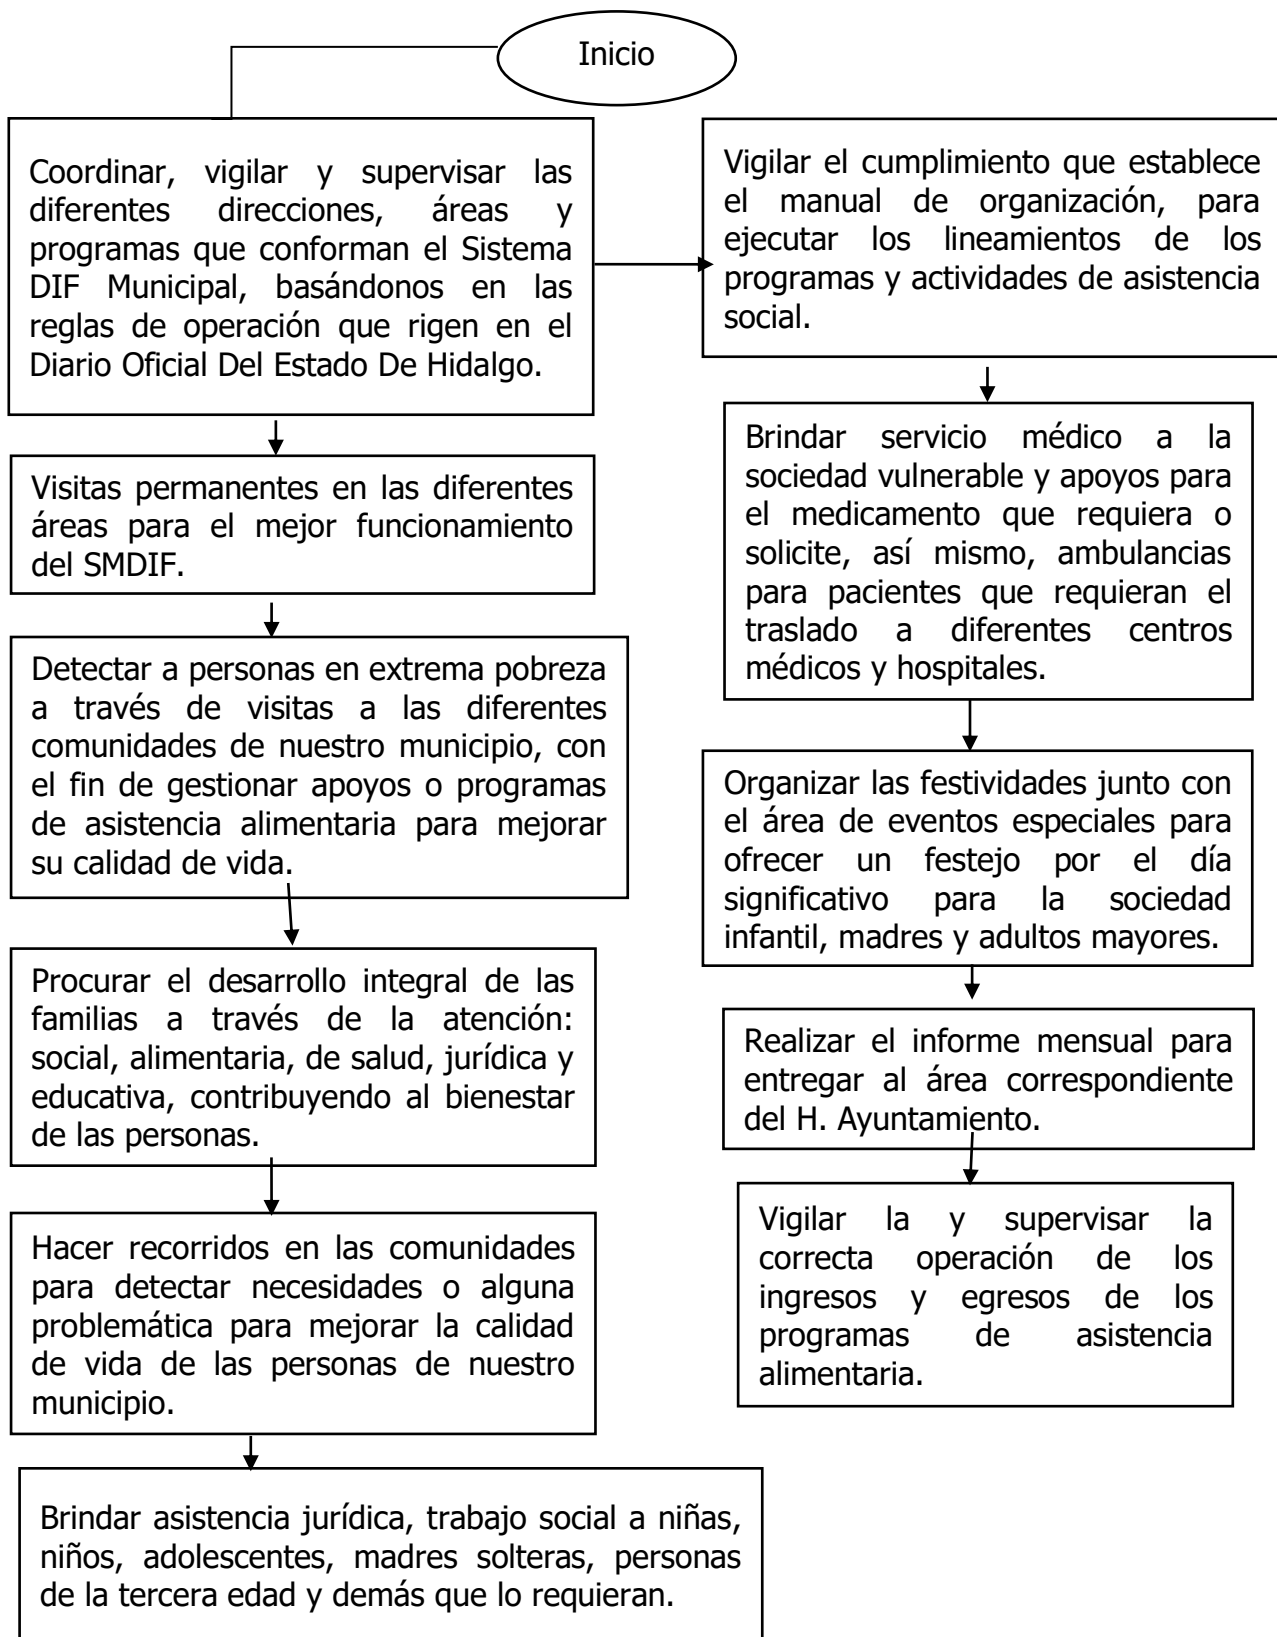 Inicio
Coordinar, vigilar y supervisar las
diferentes direcciones, áreas y
programas que conforman el Sistema
DIF Municipal, basándonos en las
reglas de operación que rigen en el
Diario Oficial Del Estado De Hidalgo.
Visitas permanentes en las diferentes
áreas para el mejor funcionamiento
del SMDIF.
Detectar a personas en extrema pobreza
a través de visitas a las diferentes
comunidades de nuestro municipio, con
el fin de gestionar apoyos o programas
de asistencia alimentaria para mejorar
su calidad de vida.
Procurar el desarrollo integral de las
familias a través de la atención:
social, alimentaria, de salud, jurídica y
educativa, contribuyendo al bienestar
de las personas.
Hacer recorridos en las comunidades
para detectar necesidades o alguna
problemática para mejorar la calidad
de vida de las personas de nuestro
municipio.
Brindar asistencia jurídica, trabajo social a niñas,
niños, adolescentes, madres solteras, personas
de la tercera edad y demás que lo requieran.
Vigilar el cumplimiento que establece
el manual de organización, para
ejecutar los lineamientos de los
programas y actividades de asistencia
social.
Brindar servicio médico a la
sociedad vulnerable y apoyos para
el medicamento que requiera o
solicite, así mismo, ambulancias
para pacientes que requieran el
traslado a diferentes centros
médicos y hospitales.
Organizar las festividades junto con
el área de eventos especiales para
ofrecer un festejo por el día
significativo para la sociedad
infantil, madres y adultos mayores.
Realizar el informe mensual para
entregar al área correspondiente
del H. Ayuntamiento.
Vigilar la y supervisar la
correcta operación de los
ingresos y egresos de los
programas de asistencia
alimentaria.